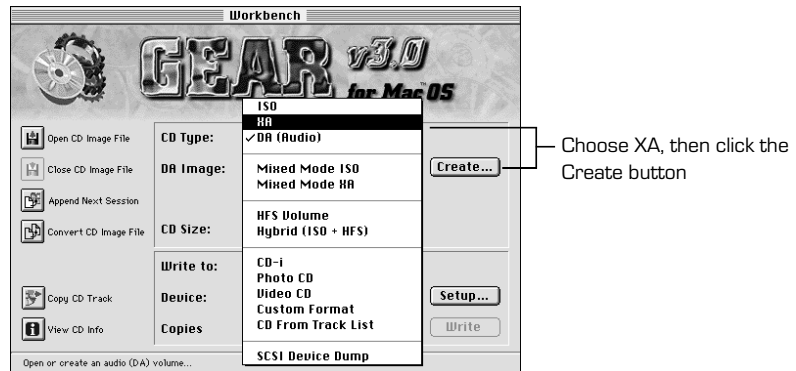 Workbench
GEAR v3.0
for Mac™OS
Open CD Image File
Close CD Image File
Append Next Session
Convert CD Image File
Copy CD Track
View CD Info
CD Type:
DA Image:
CD Size:
Write to:
Device:
Copies
ISO
XA
✓DA (Audio)
Mixed Mode ISO
Mixed Mode XA
HFS Volume
Hybrid (ISO + HFS)
CD-i
Photo CD
Video CD
Custom Format
CD From Track List
SCSI Device Dump
Create...
Setup...
Write
Open or create an audio (DA) volume...
Choose XA, then click the
Create button